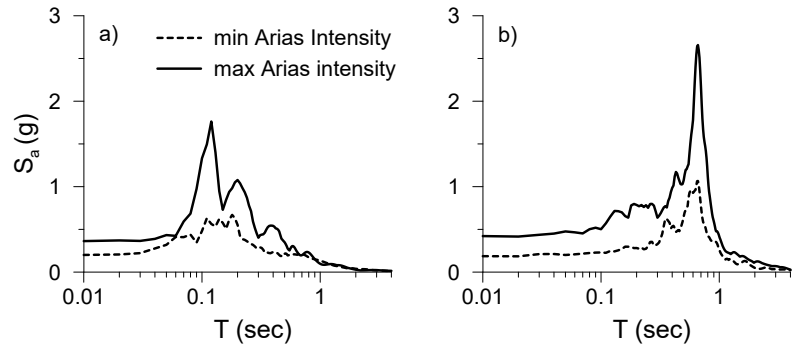 3
a)
min Arias Intensity
max Arias intensity
2
Sa (g)
1
0
0.01
0.1
1
T (sec)
3
b)
2
1
0
0.01
0.1
1
T (sec)